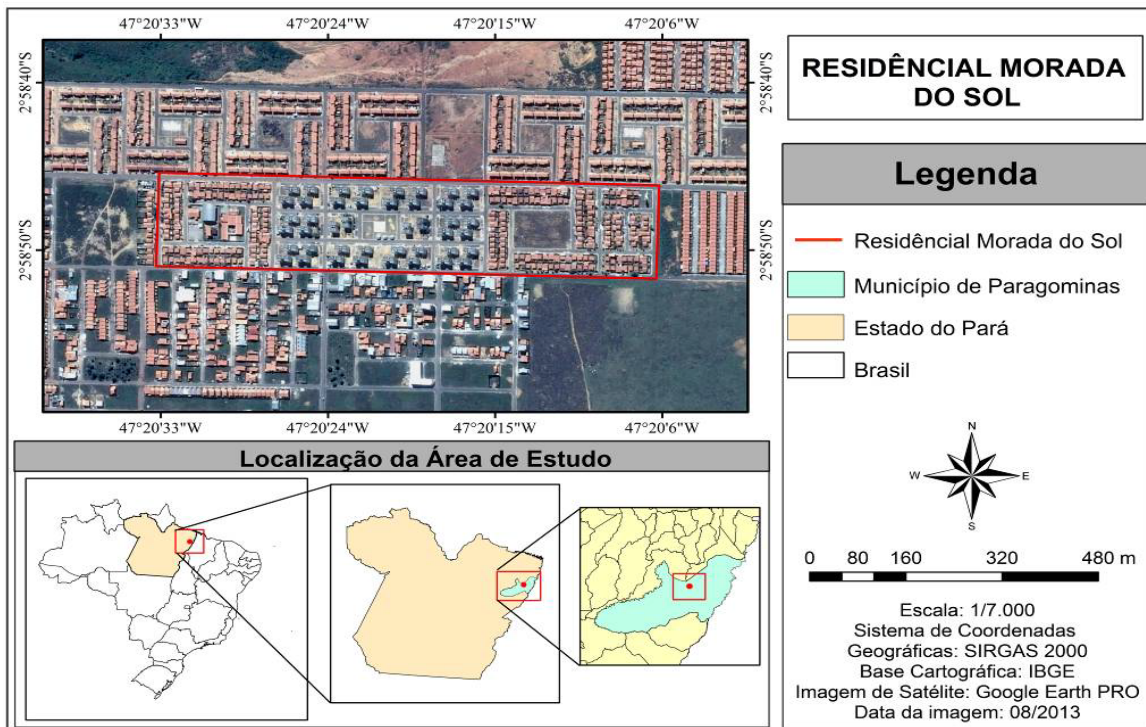 47°20'33"W
47°20'24"W
47°20'15"W
47°20'6"W
2°58'40"S
2°58'40"S
2°58'50"S
2°58'50"S
47°20'33"W
47°20'24"W
47°20'15"W
47°20'6"W
RESIDÊNCIAL MORADA
DO SOL
Legenda
Residêncial Morada do Sol
Município de Paragominas
Estado do Pará
Brasil
Localização da Área de Estudo
N
W
E
S
0 80 160 320 480 m
Escala: 1/7.000
Sistema de Coordenadas
Geográficas: SIRGAS 2000
Base Cartográfica: IBGE
Imagem de Satélite: Google Earth PRO
Data da imagem: 08/2013